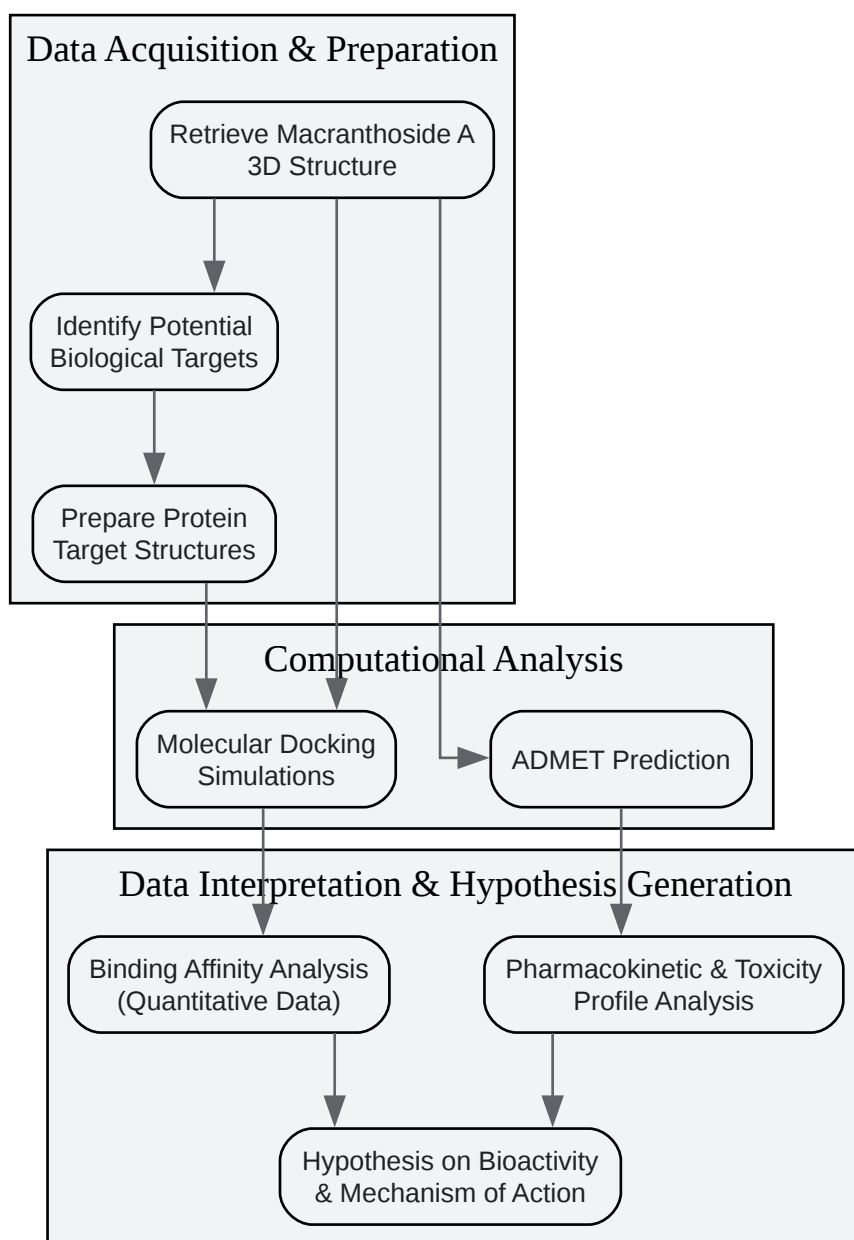 Data Acquisition & Preparation
Retrieve Macranthoside A
3D Structure
Identify Potential
Biological Targets
Prepare Protein
Target Structures
Computational Analysis
Molecular Docking
Simulations
ADMET Prediction
Data Interpretation & Hypothesis Generation
Binding Affinity Analysis
(Quantitative Data)
Pharmacokinetic & Toxicity
Profile Analysis
Hypothesis on Bioactivity
& Mechanism of Action